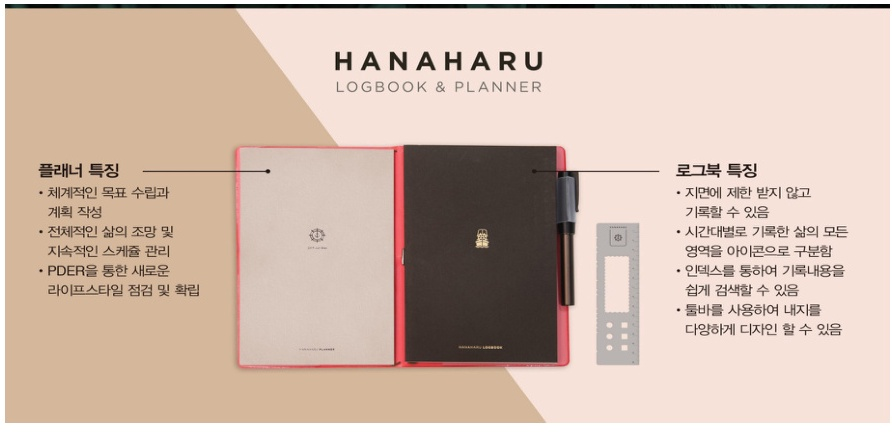 HANAHARU
LOGBOOK & PLANNER
플래너 특징
• 체계적인 목표 수립과
계획 작성
• 전체적인 삶의 조망 및
지속적인 스케쥴 관리
• PDER을 통한 새로운
라이프스타일 점검 및 확립
로그북 특징
• 지면에 제한 받지 않고
기록할 수 있음
• 시간대별로 기록한 삶의 모든
영역을 아이콘으로 구분함
• 인덱스를 통하여 기록내용을
쉽게 검색할 수 있음
• 툴바를 사용하여 내지를
다양하게 디자인 할 수 있음
HANAHARU PLANNER
HANAHARU LOGBOOK